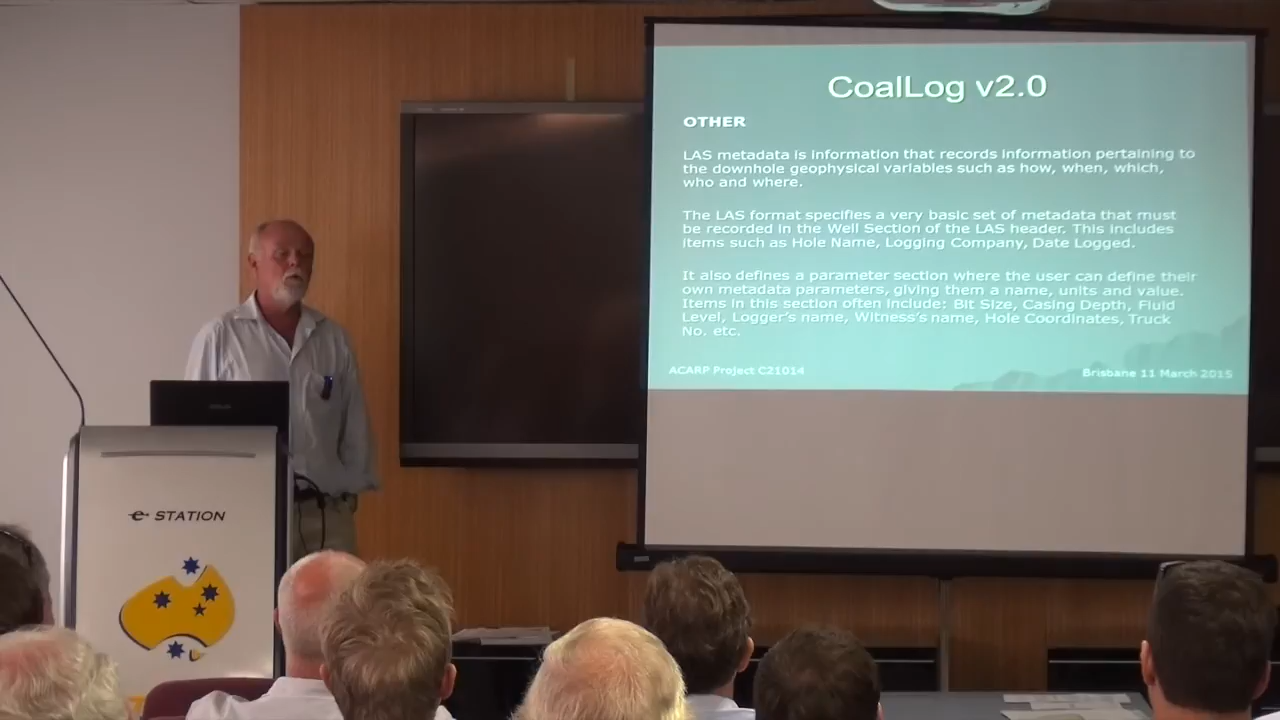 CoalLog v2.0
OTHER
LAS metadata is information that records information pertaining to
the downhole geophysical variables such as how, when, which,
who and where.
The LAS format specifies a very basic set of metadata that must
be recorded in the Well Section of the LAS header. This includes
items such as Hole Name, Logging Company, Date Logged.
It also defines a parameter section where the user can define their
own metadata parameters, giving them a name, units and value.
Items in this section often include: Bit Size, Casing Depth, Fluid
Level, Logger's name, Witness's name, Hole Coordinates, Truck
No. etc.
ACARP Project C21014
Brisbane 11 March 2015
e- STATION